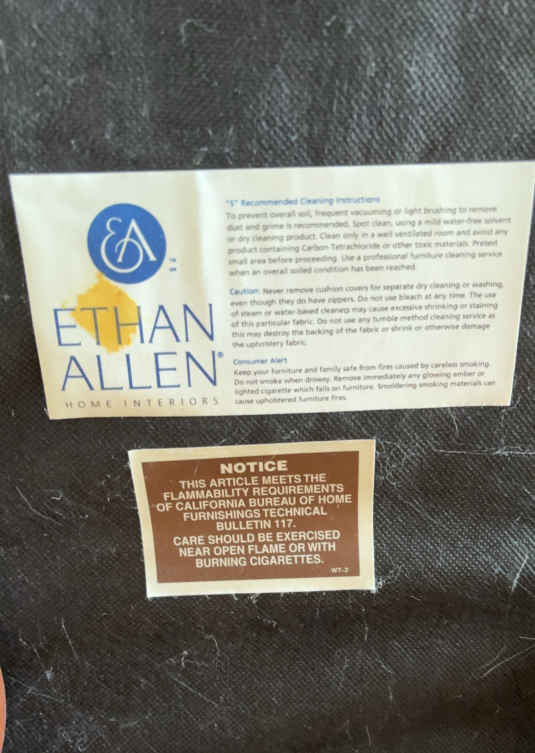 EA
TM
ETHAN
ALLEN®
HOME INTERIORS
"S" Recommended Cleaning Instructions
To prevent overall soil, frequent vacuuming or light brushing to remove
dust and grime is recommended. Spot clean, using a mild water-free solvent
or dry cleaning product. Clean only in a well ventilated room and avoid any
product containing Carbon Tetrachloride or other toxic materials. Pretest
small area before proceeding. Use a professional furniture cleaning service
when an overall soiled condition has been reached.
Caution: Never remove cushion covers for separate dry cleaning or washing,
even though they do have zippers. Do not use bleach at any time. The use
of steam or water-based cleaners may cause excessive shrinking or staining
of this particular fabric. Do not use any tumble method cleaning service as
this may destroy the backing of the fabric or shrink or otherwise damage
the upholstery fabric.
Consumer Alert
Keep your furniture and family safe from fires caused by careless smoking.
Do not smoke when drowsy. Remove immediately any glowing ember or
lighted cigarette which falls on furniture. Smoldering smoking materials can
cause upholstered furniture fires.
NOTICE
THIS ARTICLE MEETS THE
FLAMMABILITY REQUIREMENTS
OF CALIFORNIA BUREAU OF HOME
FURNISHINGS TECHNICAL
BULLETIN 117.
CARE SHOULD BE EXERCISED
NEAR OPEN FLAME OR WITH
BURNING CIGARETTES.
WT-2